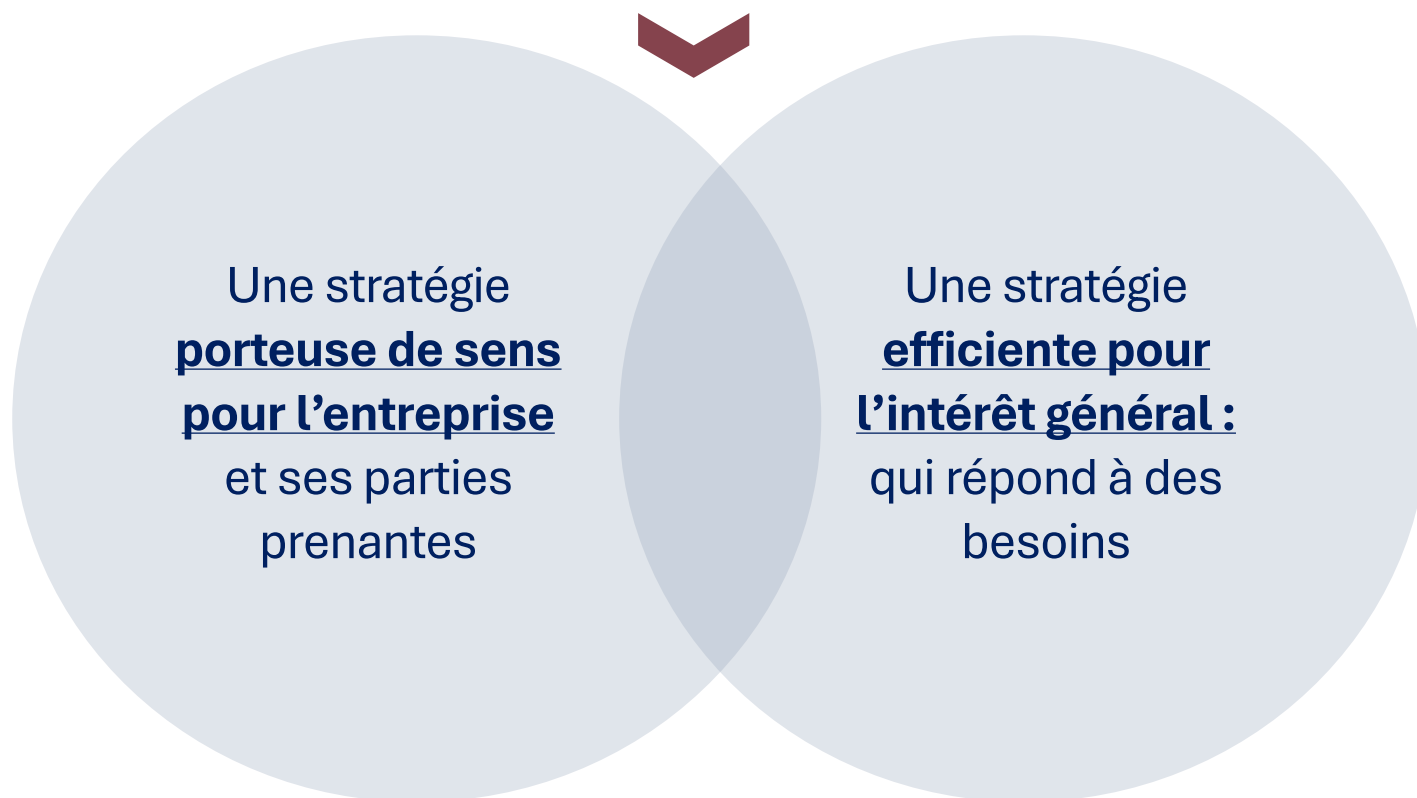 Une stratégie
porteuse de sens
pour l’entreprise
et ses parties
prenantes
Une stratégie
efficiente pour
l’intérêt général :
qui répond à des
besoins